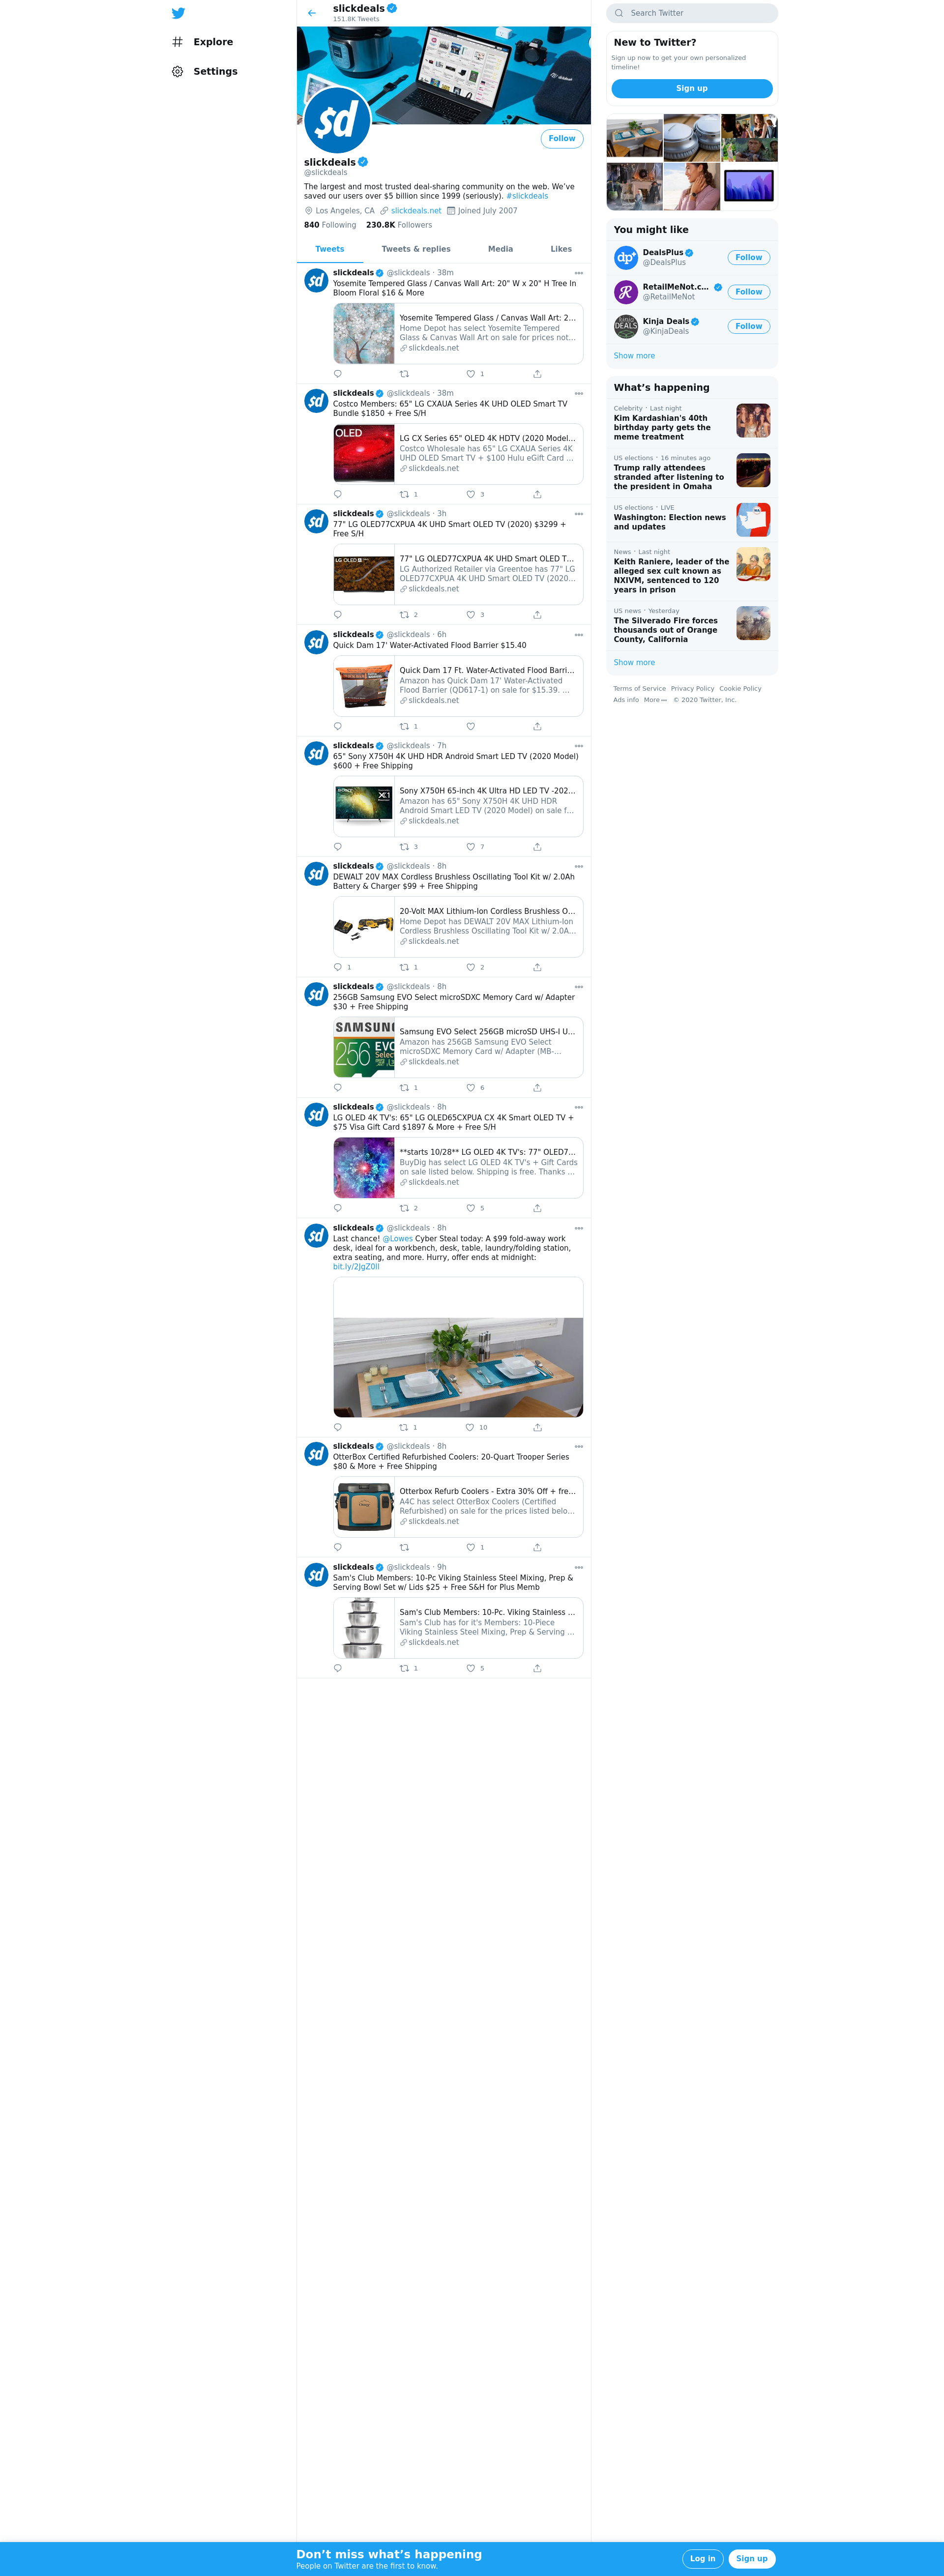 Explore
Settings
slickdeals
151.8K Tweets
$d
Follow
slickdeals
@slickdeals
The largest and most trusted deal-sharing community on the web. We’ve
saved our users over $5 billion since 1999 (seriously). #slickdeals
Los Angeles, CA slickdeals.net Joined July 2007
840 Following 230.8K Followers
Tweets Tweets & replies Media Likes
slickdeals @slickdeals · 38m
Yosemite Tempered Glass / Canvas Wall Art: 20" W x 20" H Tree In
Bloom Floral $16 & More
Yosemite Tempered Glass / Canvas Wall Art: 2...
Home Depot has select Yosemite Tempered
Glass & Canvas Wall Art on sale for prices not...
slickdeals.net
1
slickdeals @slickdeals · 38m
Costco Members: 65" LG CXAUA Series 4K UHD OLED Smart TV
Bundle $1850 + Free S/H
OLED
LG CX Series 65" OLED 4K HDTV (2020 Model...
Costco Wholesale has 65" LG CXAUA Series 4K
UHD OLED Smart TV + $100 Hulu eGift Card ...
slickdeals.net
1 3
slickdeals @slickdeals · 3h
77" LG OLED77CXPUA 4K UHD Smart OLED TV (2020) $3299 +
Free S/H
LG OLED
77" LG OLED77CXPUA 4K UHD Smart OLED T...
LG Authorized Retailer via Greentoe has 77" LG
OLED77CXPUA 4K UHD Smart OLED TV (2020...
slickdeals.net
2 3
slickdeals @slickdeals · 6h
Quick Dam 17' Water-Activated Flood Barrier $15.40
Quick Dam 17 Ft. Water-Activated Flood Barri...
Amazon has Quick Dam 17' Water-Activated
Flood Barrier (QD617-1) on sale for $15.39. ...
slickdeals.net
1
slickdeals @slickdeals · 7h
65" Sony X750H 4K UHD HDR Android Smart LED TV (2020 Model)
$600 + Free Shipping
SONY
X1
Sony X750H 65-inch 4K Ultra HD LED TV -202...
Amazon has 65" Sony X750H 4K UHD HDR
Android Smart LED TV (2020 Model) on sale f...
slickdeals.net
3 7
slickdeals @slickdeals · 8h
DEWALT 20V MAX Cordless Brushless Oscillating Tool Kit w/ 2.0Ah
Battery & Charger $99 + Free Shipping
20-Volt MAX Lithium-Ion Cordless Brushless O...
Home Depot has DEWALT 20V MAX Lithium-Ion
Cordless Brushless Oscillating Tool Kit w/ 2.0A...
slickdeals.net
1 1 2
slickdeals @slickdeals · 8h
256GB Samsung EVO Select microSDXC Memory Card w/ Adapter
$30 + Free Shipping
SAMSUNG
256 EVO
Select
Samsung EVO Select 256GB microSD UHS-I U...
Amazon has 256GB Samsung EVO Select
microSDXC Memory Card w/ Adapter (MB-...
slickdeals.net
1 6
slickdeals @slickdeals · 8h
LG OLED 4K TV's: 65" LG OLED65CXPUA CX 4K Smart OLED TV +
$75 Visa Gift Card $1897 & More + Free S/H
**starts 10/28** LG OLED 4K TV's: 77" OLED7...
BuyDig has select LG OLED 4K TV's + Gift Cards
on sale listed below. Shipping is free. Thanks ...
slickdeals.net
2 5
slickdeals @slickdeals · 8h
Last chance! @Lowes Cyber Steal today: A $99 fold-away work
desk, ideal for a workbench, desk, table, laundry/folding station,
extra seating, and more. Hurry, offer ends at midnight:
bit.ly/2JgZ0Il
1 10
slickdeals @slickdeals · 8h
OtterBox Certified Refurbished Coolers: 20-Quart Trooper Series
$80 & More + Free Shipping
Otterbox Refurb Coolers - Extra 30% Off + fre...
A4C has select OtterBox Coolers (Certified
Refurbished) on sale for the prices listed belo...
slickdeals.net
1
slickdeals @slickdeals · 9h
Sam's Club Members: 10-Pc Viking Stainless Steel Mixing, Prep &
Serving Bowl Set w/ Lids $25 + Free S&H for Plus Memb
Sam's Club Members: 10-Pc. Viking Stainless ...
Sam's Club has for it's Members: 10-Piece
Viking Stainless Steel Mixing, Prep & Serving ...
slickdeals.net
1 5
Search Twitter
New to Twitter?
Sign up now to get your own personalized
timeline!
Sign up
You might like
DealsPlus
@DealsPlus
Follow
RetailMeNot.c...
@RetailMeNot
Follow
Kinja Deals
@KinjaDeals
Follow
Show more
What’s happening
Celebrity · Last night
Kim Kardashian's 40th
birthday party gets the
meme treatment
US elections · 16 minutes ago
Trump rally attendees
stranded after listening to
the president in Omaha
US elections · LIVE
Washington: Election news
and updates
News · Last night
Keith Raniere, leader of the
alleged sex cult known as
NXIVM, sentenced to 120
years in prison
US news · Yesterday
The Silverado Fire forces
thousands out of Orange
County, California
Show more
Terms of Service Privacy Policy Cookie Policy
Ads info More © 2020 Twitter, Inc.
Don’t miss what’s happening
People on Twitter are the first to know.
Log in Sign up